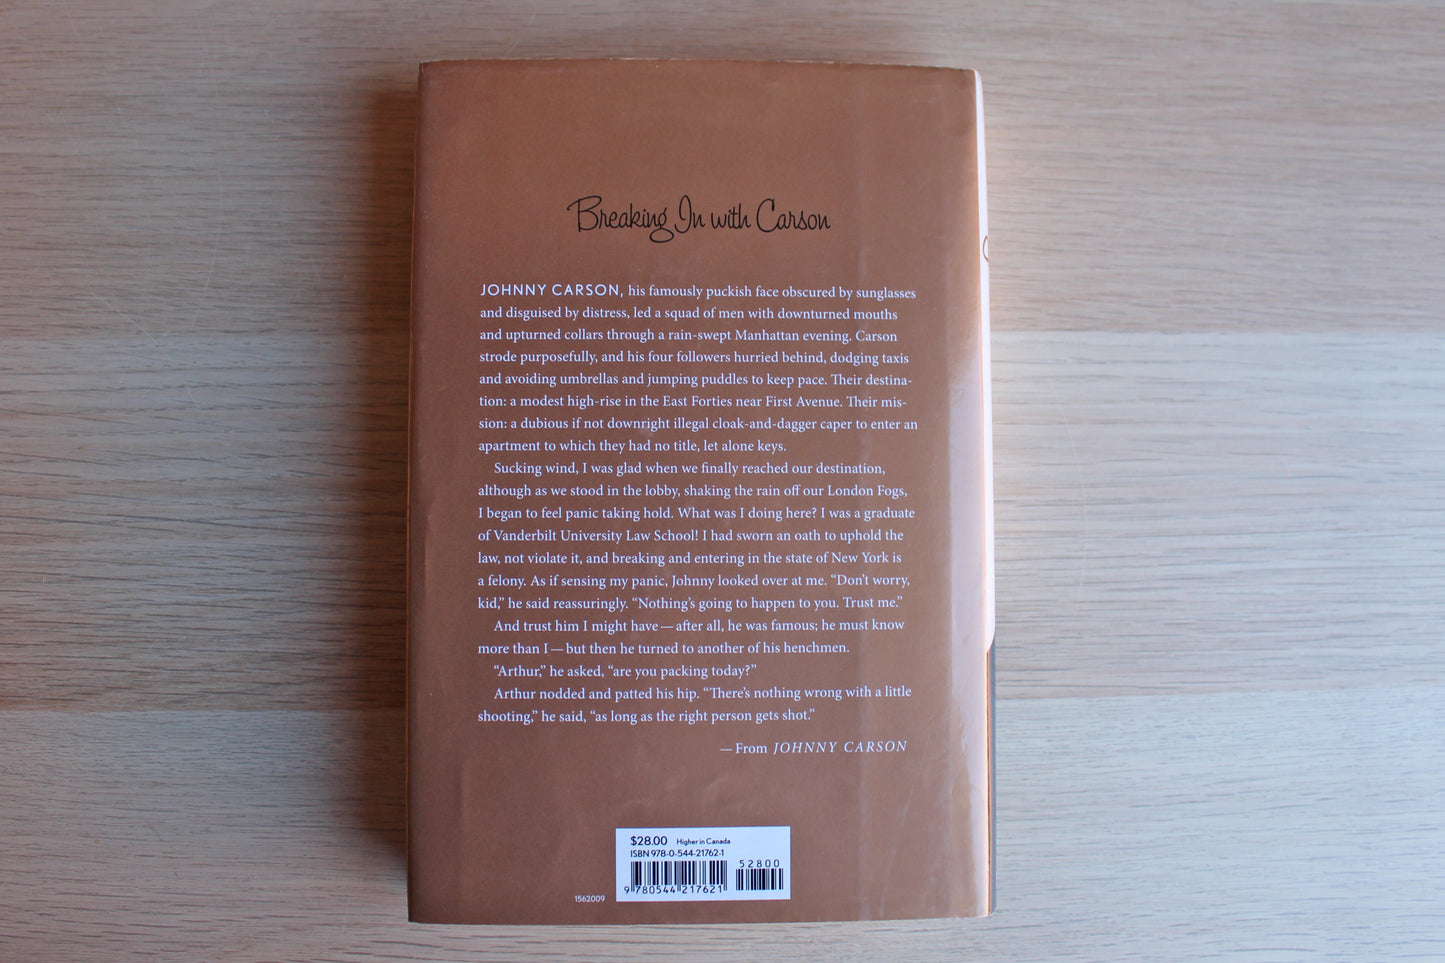 Breaking In with Carson
JOHNNY CARSON, his famously puckish face obscured by sunglasses
and disguised by distress, led a squad of men with downturned mouths
and upturned collars through a rain-swept Manhattan evening. Carson
strode purposefully, and his four followers hurried behind, dodging taxis
and avoiding umbrellas and jumping puddles to keep pace. Their destina-
tion: a modest high-rise in the East Forties near First Avenue. Their mis-
sion: a dubious if not downright illegal cloak-and-dagger caper to enter an
apartment to which they had no title, let alone keys.
Sucking wind, I was glad when we finally reached our destination,
although as we stood in the lobby, shaking the rain off our London Fogs,
I began to feel panic taking hold. What was I doing here? I was a graduate
of Vanderbilt University Law School! I had sworn an oath to uphold the
law, not violate it, and breaking and entering in the state of New York is
a felony. As if sensing my panic, Johnny looked over at me. “Don’t worry,
kid,” he said reassuringly. “Nothing’s going to happen to you. Trust me.”
And trust him I might have — after all, he was famous; he must know
more than I — but then he turned to another of his henchmen.
“Arthur,” he asked, “are you packing today?”
Arthur nodded and patted his hip. “There’s nothing wrong with a little
shooting,” he said, “as long as the right person gets shot.”
— From JOHNNY CARSON
$28.00 Higher in Canada
ISBN 978-0-544-21762-1
52800
9 780544 217621
1562009